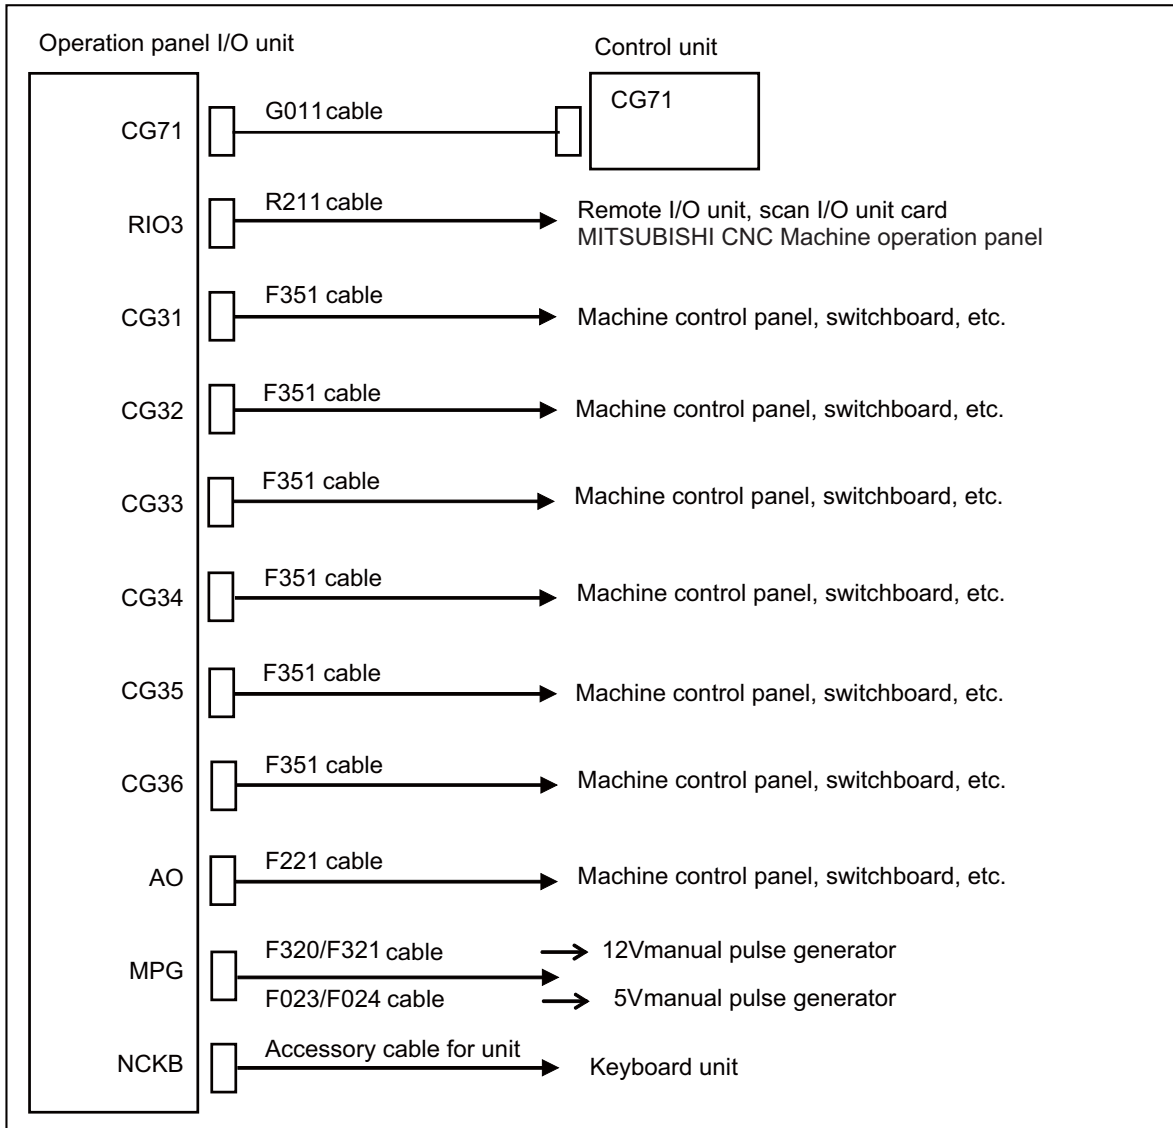 Operation panel I/O unit
Control unit
CG71
G011 cable
CG71
RIO3
R211 cable
Remote I/O unit, scan I/O unit card
MITSUBISHI CNC Machine operation panel
CG31
F351 cable
Machine control panel, switchboard, etc.
CG32
F351 cable
Machine control panel, switchboard, etc.
CG33
F351 cable
Machine control panel, switchboard, etc.
CG34
F351 cable
Machine control panel, switchboard, etc.
CG35
F351 cable
Machine control panel, switchboard, etc.
CG36
F351 cable
Machine control panel, switchboard, etc.
AO
F221 cable
Machine control panel, switchboard, etc.
MPG
F320/F321 cable
12Vmanual pulse generator
F023/F024 cable
5Vmanual pulse generator
NCKB
Accessory cable for unit
Keyboard unit